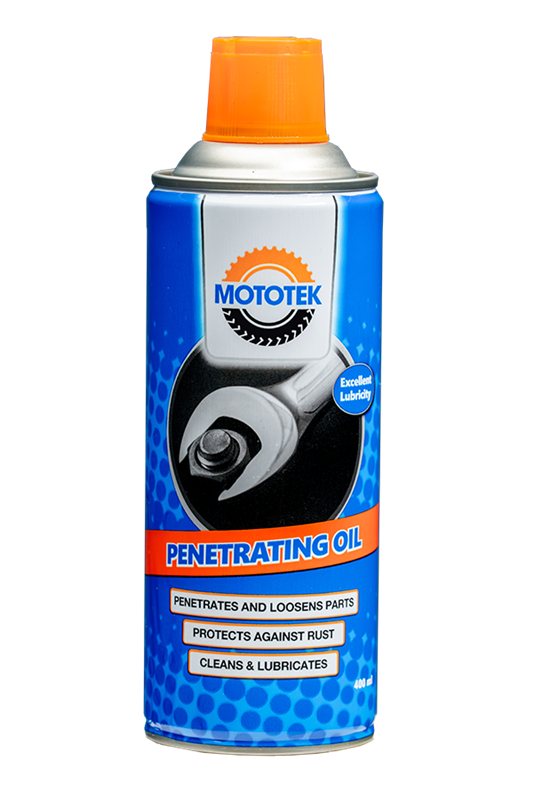 MOTOTEK
Excellent
Lubricity
PENETRATING OIL
PENETRATES AND LOOSENS PARTS
PROTECTS AGAINST RUST
CLEANS & LUBRICATES
400 ml